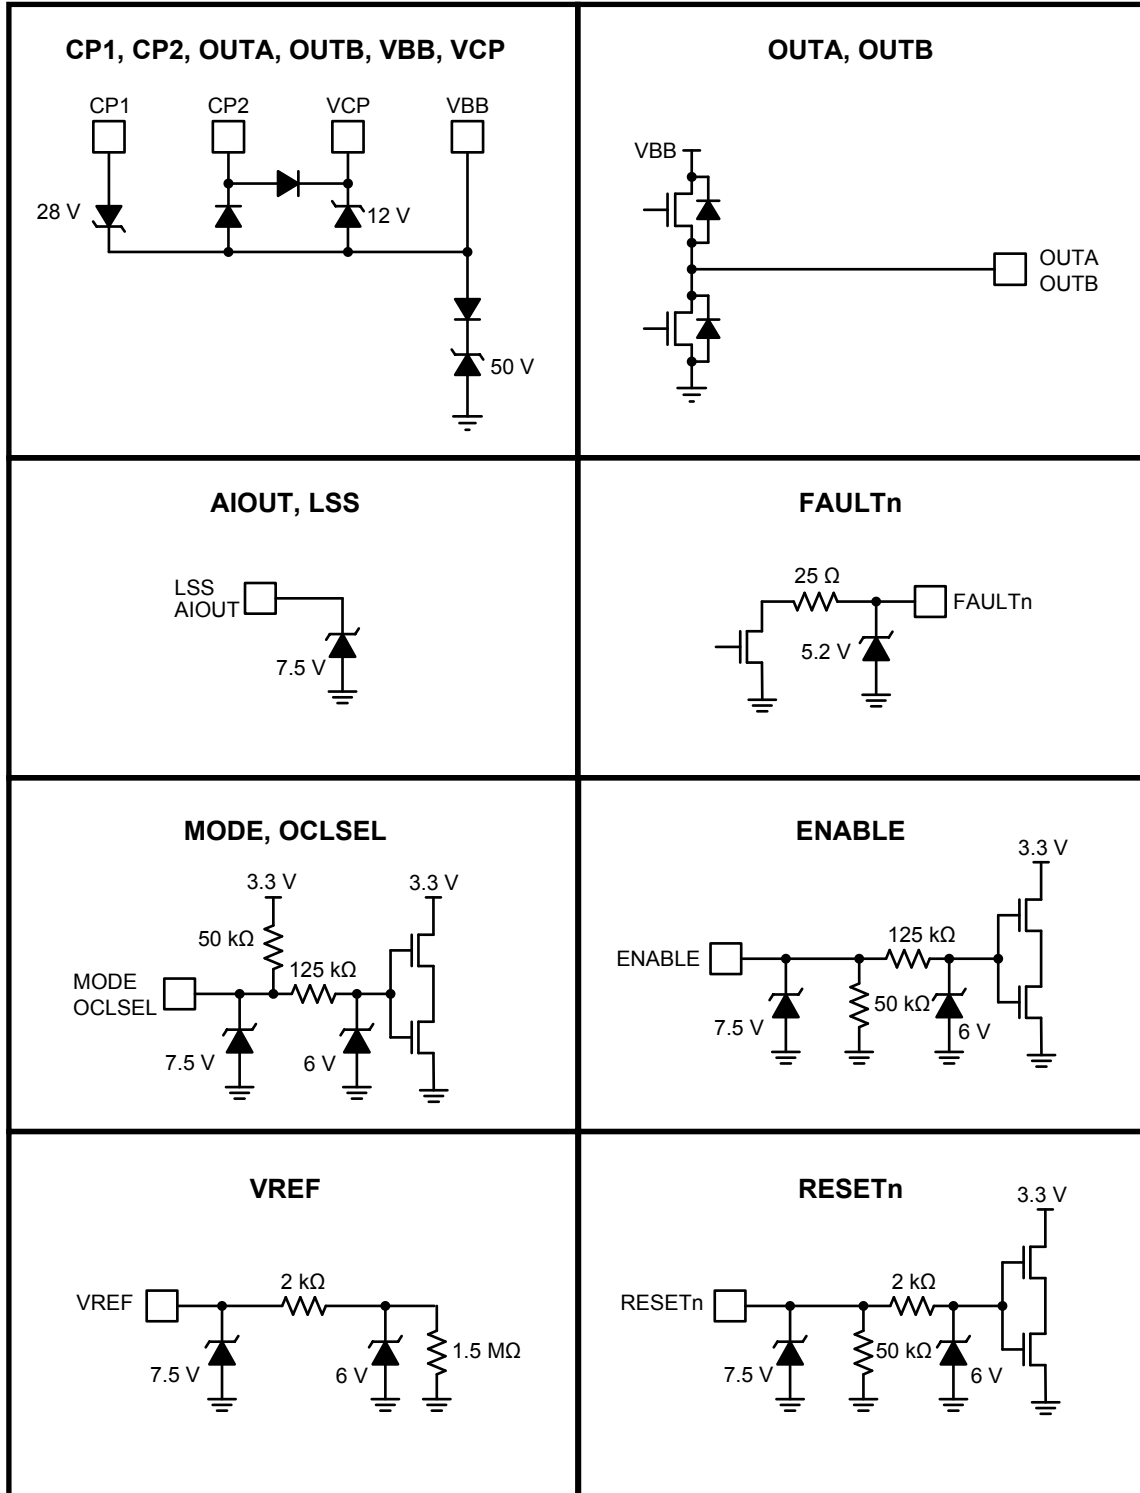 CP1, CP2, OUTA, OUTB, VBB, VCP
CP1 CP2 VCP VBB
28 V
12 V
50 V
OUTA, OUTB
VBB
OUTA
OUTB
AIOUT, LSS
LSS
AIOUT
7.5 V
FAULTn
25 Ω
FAULTn
5.2 V
MODE, OCLSEL
3.3 V 3.3 V
50 kΩ
125 kΩ
MODE
OCLSEL
7.5 V 6 V
ENABLE
3.3 V
125 kΩ
ENABLE
50 kΩ
7.5 V 6 V
VREF
2 kΩ
VREF
1.5 MΩ
7.5 V 6 V
RESETn
3.3 V
2 kΩ
RESETn
50 kΩ
7.5 V 6 V